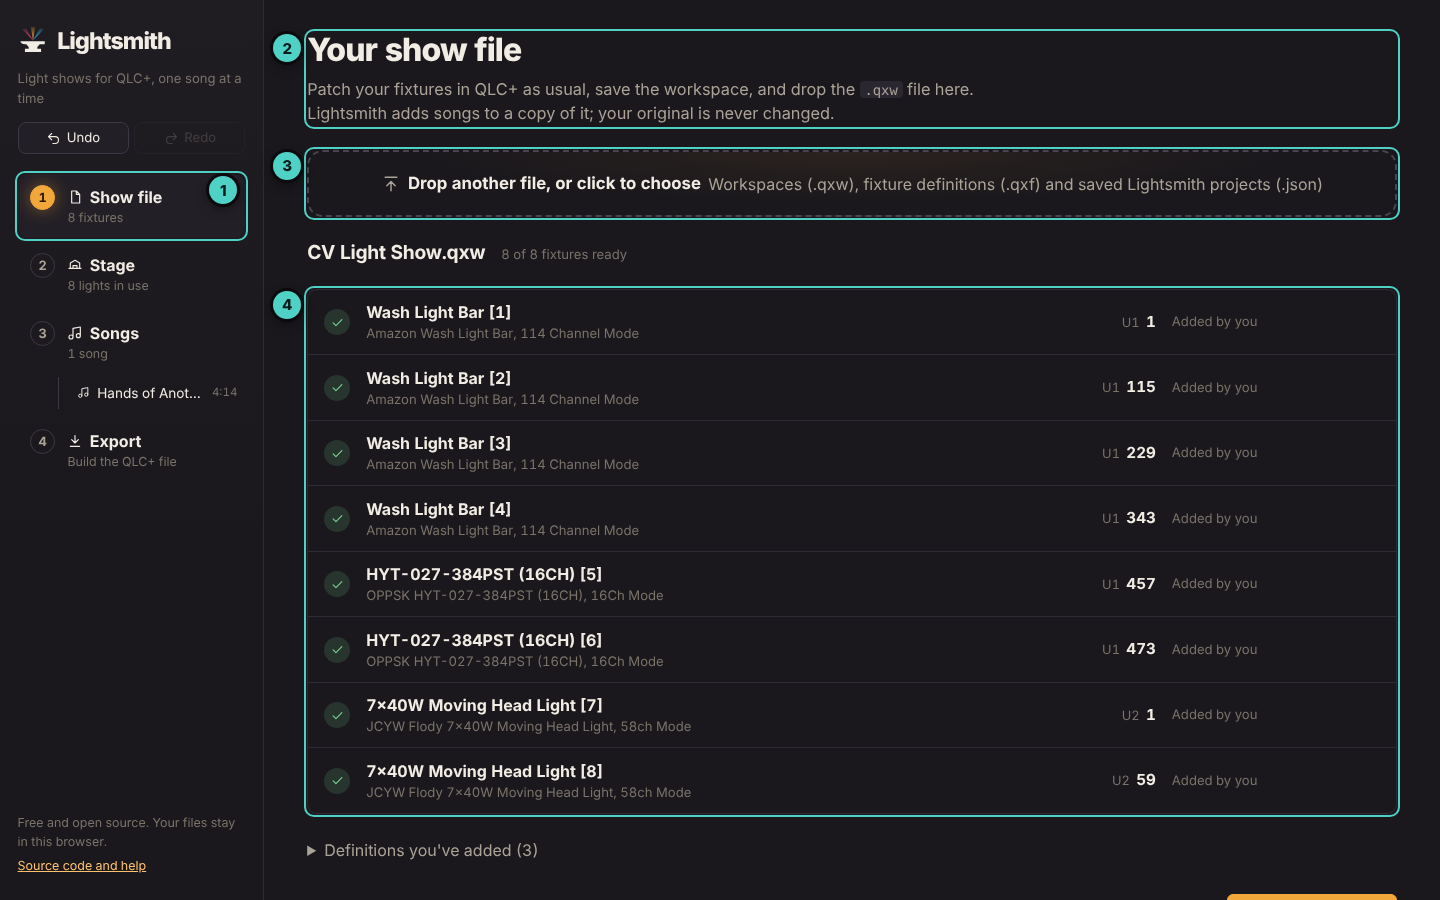 Lightsmith
Light shows for QLC+, one song at a
time
Undo
Redo
1
Show file
1
8 fixtures
2
Stage
8 lights in use
3
Songs
1 song
Hands of Anot...
4:14
4
Export
Build the QLC+ file
Free and open source. Your files stay
in this browser.
Source code and help
2
Your show file
Patch your fixtures in QLC+ as usual, save the workspace, and drop the .qxw file here.
Lightsmith adds songs to a copy of it; your original is never changed.
3
Drop another file, or click to choose Workspaces (.qxw), fixture definitions (.qxf) and saved Lightsmith projects (.json)
CV Light Show.qxw 8 of 8 fixtures ready
4
Wash Light Bar [1]
Amazon Wash Light Bar, 114 Channel Mode
U1 1 Added by you
Wash Light Bar [2]
Amazon Wash Light Bar, 114 Channel Mode
U1 115 Added by you
Wash Light Bar [3]
Amazon Wash Light Bar, 114 Channel Mode
U1 229 Added by you
Wash Light Bar [4]
Amazon Wash Light Bar, 114 Channel Mode
U1 343 Added by you
HYT-027-384PST (16CH) [5]
OPPSK HYT-027-384PST (16CH), 16Ch Mode
U1 457 Added by you
HYT-027-384PST (16CH) [6]
OPPSK HYT-027-384PST (16CH), 16Ch Mode
U1 473 Added by you
7×40W Moving Head Light [7]
JCYW Flody 7×40W Moving Head Light, 58ch Mode
U2 1 Added by you
7×40W Moving Head Light [8]
JCYW Flody 7×40W Moving Head Light, 58ch Mode
U2 59 Added by you
Definitions you've added (3)